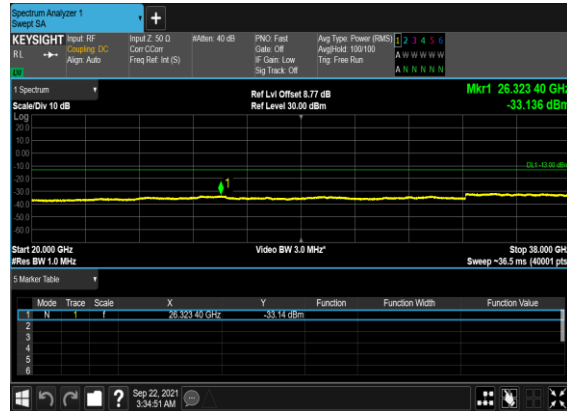 Spectrum Analyzer 1
Swept SA
KEYSIGHT Input: RF Input Z: 50 Ω #Atten: 40 dB PNO: Fast Avg Type: Power (RMS) 1 2 3 4 5 6
RL Coupling: DC Corr CCorr Gate: Off Avg|Hold: 100/100 A W W W W W
Align: Auto Freq Ref: Int (S) IF Gain: Low Trig: Free Run A N N N N N
Sig Track: Off
1 Spectrum Ref Lvl Offset 8.77 dB Mkr1 26.323 40 GHz
Scale/Div 10 dB Ref Level 30.00 dBm -33.136 dBm
Log
20.0
10.0
0.00
-10.0
DL1 -13.00 dBm
-20.0
1
-30.0
-40.0
-50.0
-60.0
Start 20.000 GHz Video BW 3.0 MHz* Stop 38.000 GHz
#Res BW 1.0 MHz Sweep ~36.5 ms (40001 pts)
5 Marker Table
Mode Trace Scale X Y Function Function Width Function Value
1 N 1 f 26.323 40 GHz -33.14 dBm
2
3
4
5
6
? Sep 22, 2021
3:34:51 AM